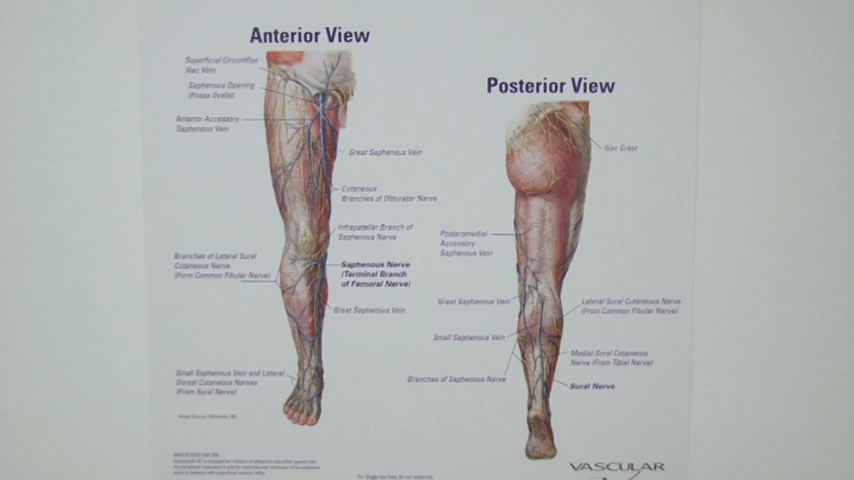 Anterior View
Superficial Circumflex
Iliac Vein
Saphenous Opening
(Fossa Ovalis)
Anterior Accessory
Saphenous Vein
Great Saphenous Vein
Cutaneous
Branches of Obturator Nerve
Infrapatellar Branch of
Saphenous Nerve
Branches of Lateral Sural
Cutaneous Nerve
(Form Common Fibular Nerve)
Saphenous Nerve
(Terminal Branch
of Femoral Nerve)
Great Saphenous Vein
Small Saphenous Vein and Lateral
Dorsal Cutaneous Nerves
(From Sural Nerve)
Posterior View
Iliac Crest
Posteromedial
Accessory
Saphenous Vein
Great Saphenous Vein
Lateral Sural Cutaneous Nerve
(From Common Fibular Nerve)
Small Saphenous Vein
Medial Sural Cutaneous
Nerve (From Tibial Nerve)
Branches of Saphenous Nerve
Sural Nerve
INDICATIONS FOR USE
VASCULAR